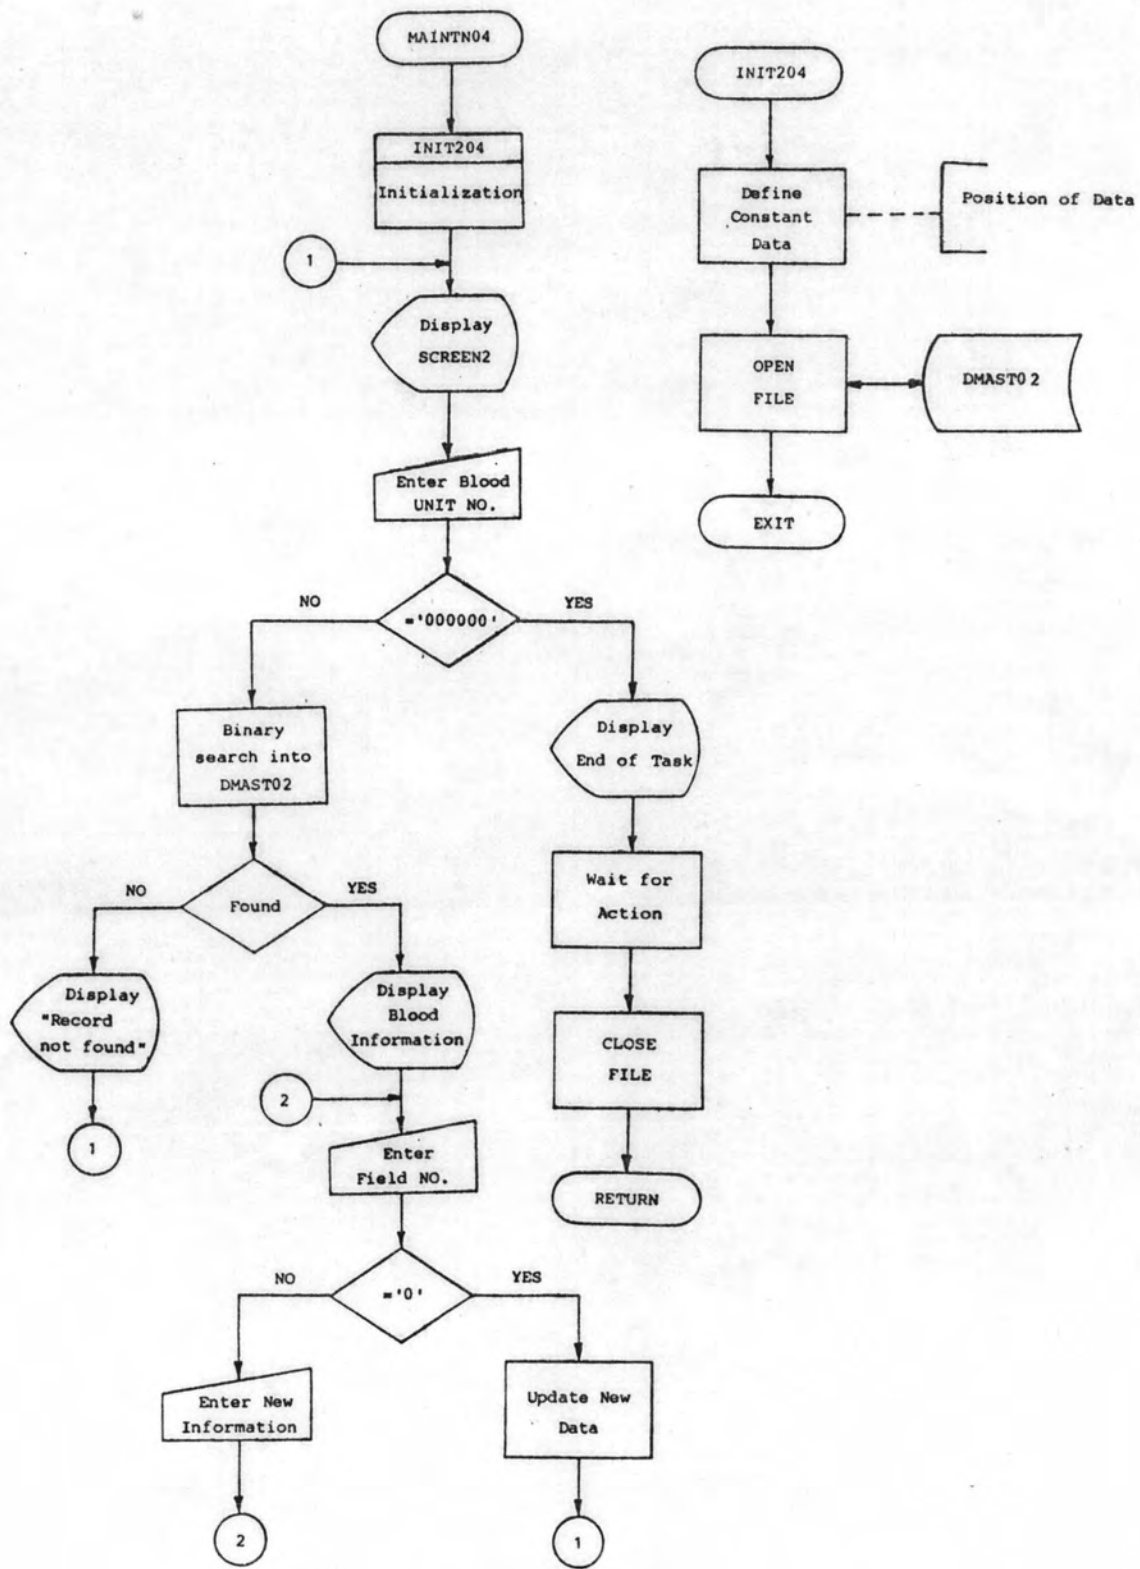 MAINTN04
INIT204
Initialization
1
Display
SCREEN2
Enter Blood
UNIT NO.
='000000'
NO
YES
Binary
search into
DMAST02
Found
NO
YES
Display
"Record
not found"
1
Display
Blood
Information
2
Enter
Field NO.
='0'
NO
YES
Enter New
Information
2
Update New
Data
1
Display
End of Task
Wait for
Action
CLOSE
FILE
RETURN
INIT204
Define
Constant
Data
Position of Data
OPEN
FILE
DMAST02
EXIT